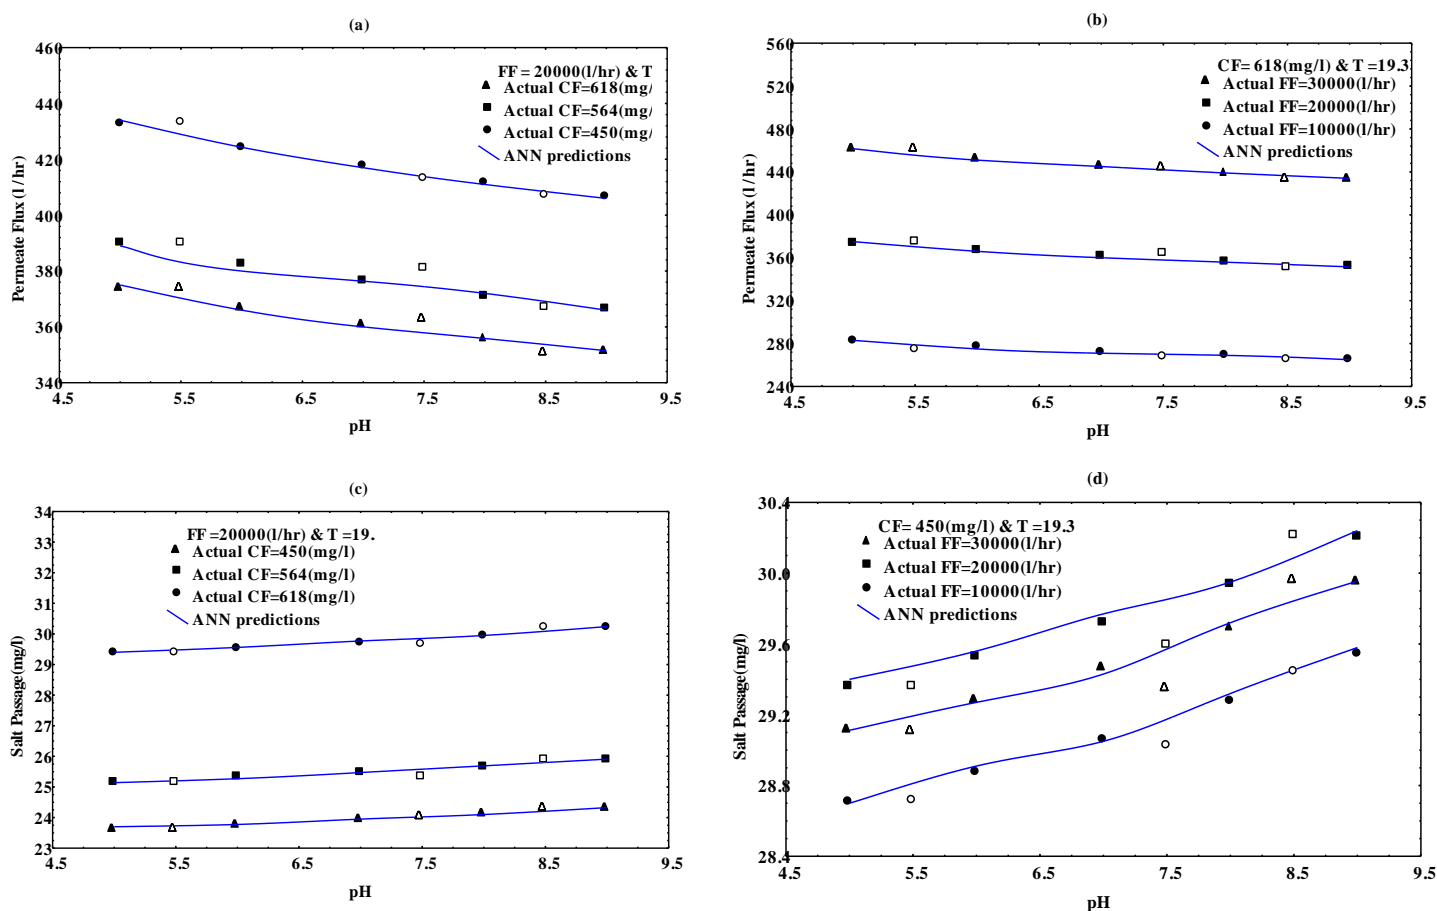 (a)
460
440
420
400
380
360
340
4.5 5.5 6.5 7.5 8.5 9.5
Permeate Flux (l / hr)
pH
FF = 20000(l/hr) & T
Actual CF=618(mg/
Actual CF=564(mg/
Actual CF=450(mg/
ANN predictions
(b)
560
520
480
440
400
360
320
280
240
4.5 5.5 6.5 7.5 8.5 9.5
Permeate Flux (l / hr)
pH
CF= 618(mg/l) & T =19.3
Actual FF=30000(l/hr)
Actual FF=20000(l/hr)
Actual FF=10000(l/hr)
ANN predictions
(c)
34
33
32
31
30
29
28
27
26
25
24
23
4.5 5.5 6.5 7.5 8.5 9.5
Salt Passage(mg/l)
pH
FF=20000(l/hr) & T =19.
Actual CF=450(mg/l)
Actual CF=564(mg/l)
Actual CF=618(mg/l)
ANN predictions
(d)
30.4
30.0
29.6
29.2
28.8
28.4
4.5 5.5 6.5 7.5 8.5 9.5
Salt Passage(mg/l)
pH
CF= 450(mg/l) & T =19.3
Actual FF=30000(l/hr)
Actual FF=20000(l/hr)
Actual FF=10000(l/hr)
ANN predictions